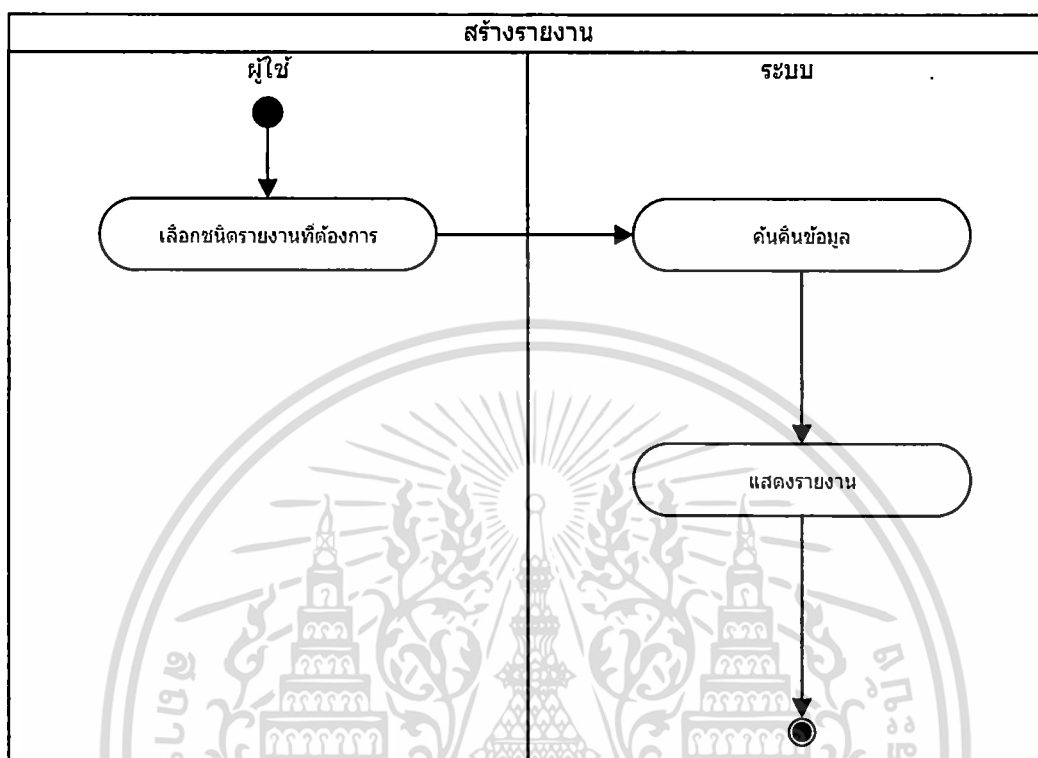 สร้างรายงาน
ผู้ใช้
ระบบ
เลือกชนิดรายงานที่ต้องการ
ค้นคืนข้อมูล
แสดงรายงาน